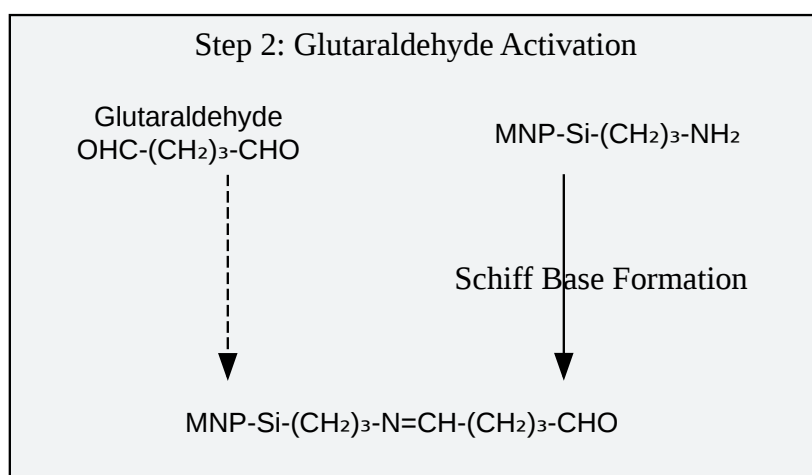 Step 2: Glutaraldehyde Activation
Glutaraldehyde
OHC-(CH₂)₃-CHO
MNP-Si-(CH₂)₃-NH₂
Schiff Base Formation
MNP-Si-(CH₂)₃-N=CH-(CH₂)₃-CHO